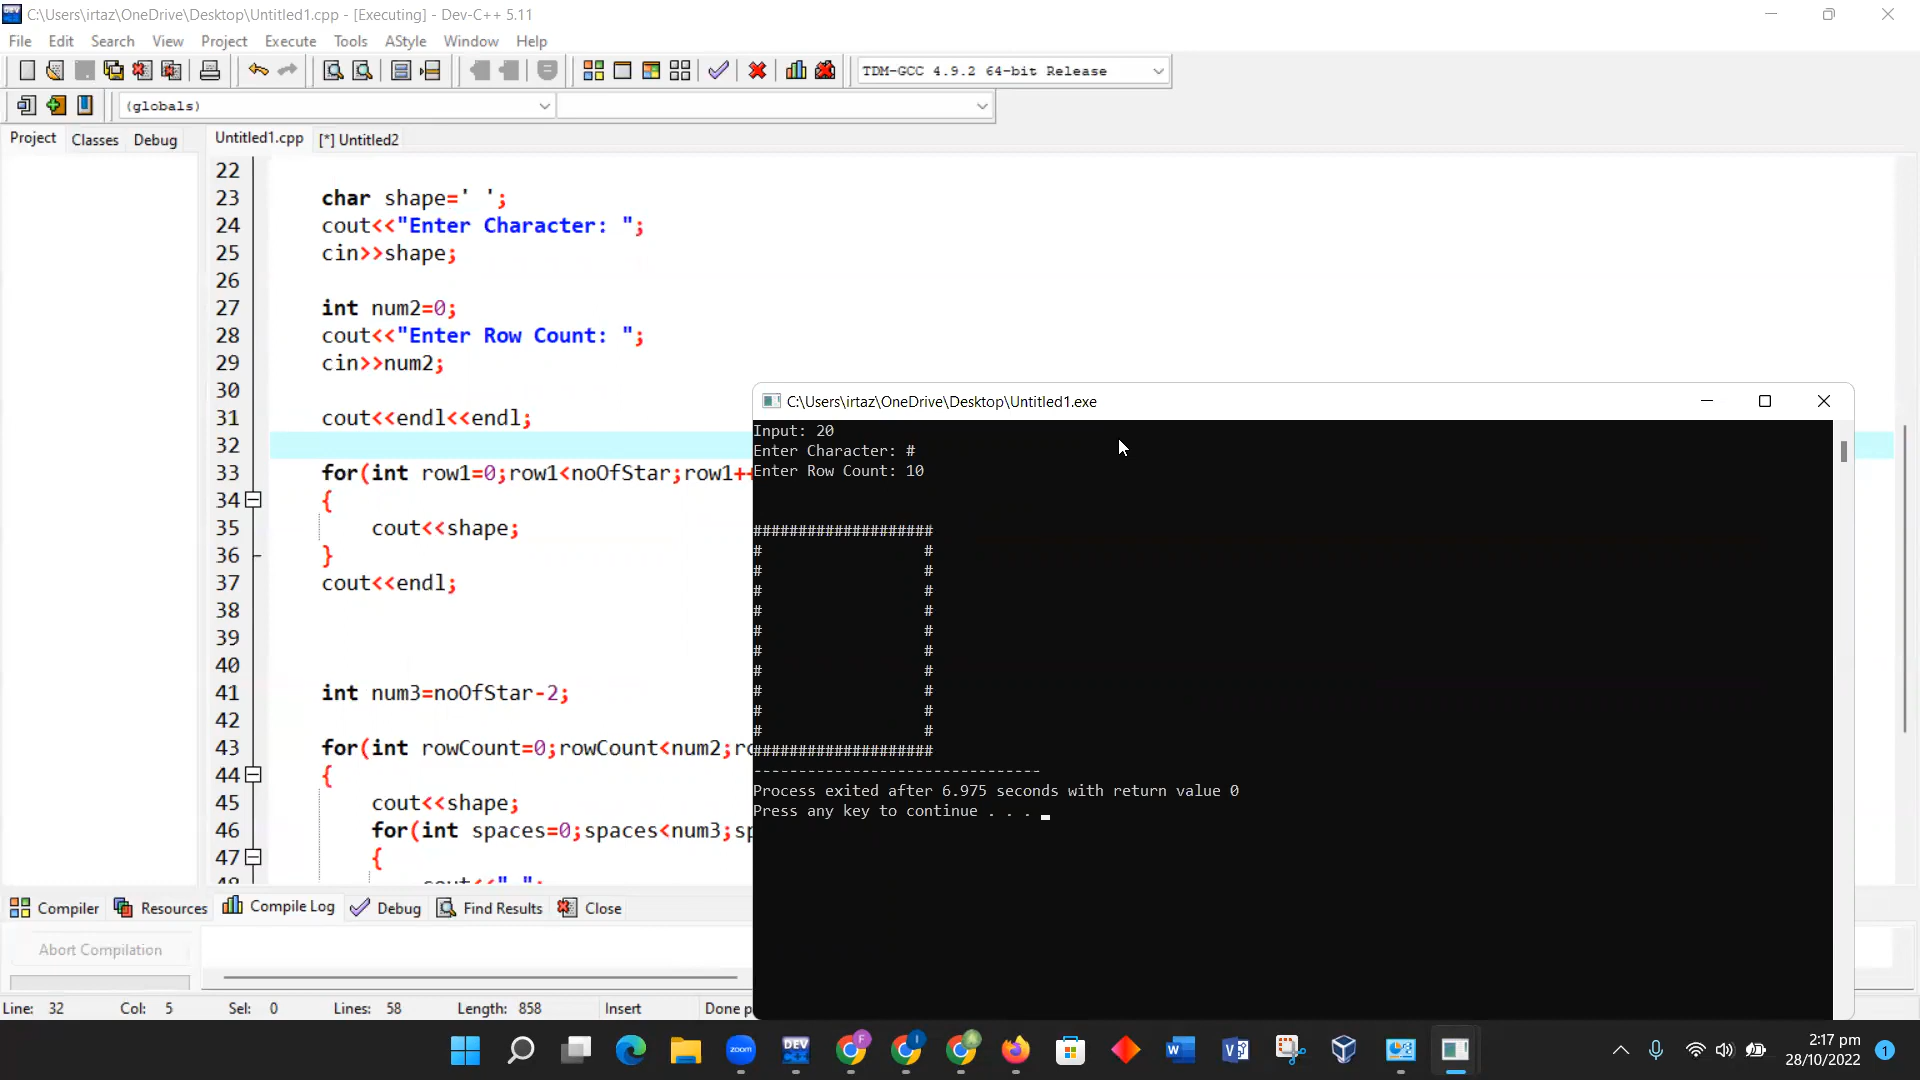 C:\Users\irtaz\OneDrive\Desktop\Untitled1.cpp - [Executing] - Dev-C++ 5.11
File Edit Search View Project Execute Tools AStyle Window Help
TDM-GCC 4.9.2 64-bit Release
(globals)
Project Classes Debug
Untitled1.cpp [*] Untitled2
22
23 char shape=' ';
24 cout<<"Enter Character: ";
25 cin>>shape;
26
27 int num2=0;
28 cout<<"Enter Row Count: ";
29 cin>>num2;
30
31 cout<<endl<<endl;
32
33 for(int row1=0;row1<noOfStar;row1++
34 {
35 cout<<shape;
36 }
37 cout<<endl;
38
39
40
41 int num3=noOfStar-2;
42
43 for(int rowCount=0;rowCount<num2;ro
44 {
45 cout<<shape;
46 for(int spaces=0;spaces<num3;sp
47 {
48 cout<<" ";
C:\Users\irtaz\OneDrive\Desktop\Untitled1.exe
Input: 20
Enter Character: #
Enter Row Count: 10
####################
#                  #
#                  #
#                  #
#                  #
#                  #
#                  #
#                  #
#                  #
#                  #
#                  #
####################
--------------------------------
Process exited after 6.975 seconds with return value 0
Press any key to continue . . .
Compiler Resources Compile Log Debug Find Results Close
Abort Compilation
Line: 32 Col: 5 Sel: 0 Lines: 58 Length: 858 Insert Done p
zoom
DEV
F
I
A
W
V
2:17 pm
28/10/2022
1